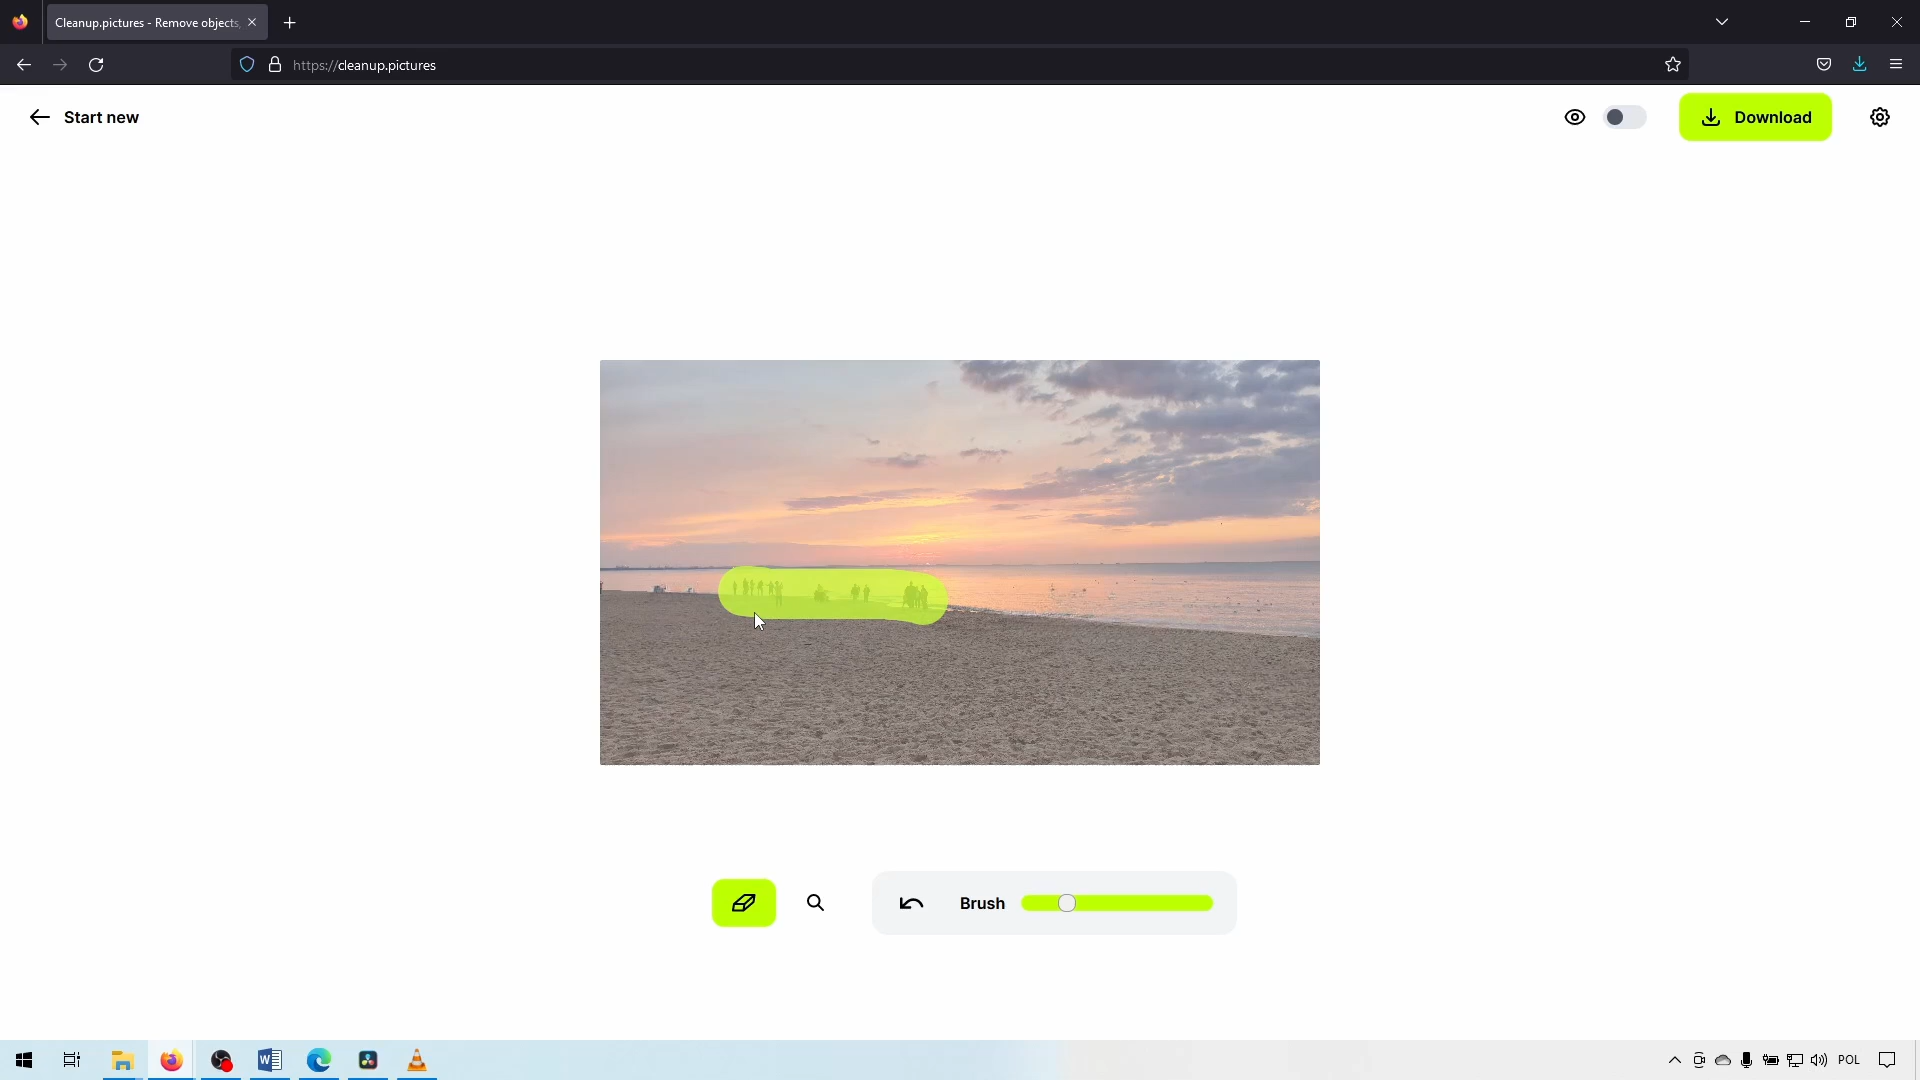 Cleanup.pictures - Remove objects,
https://cleanup.pictures
Start new
Download
Brush
POL